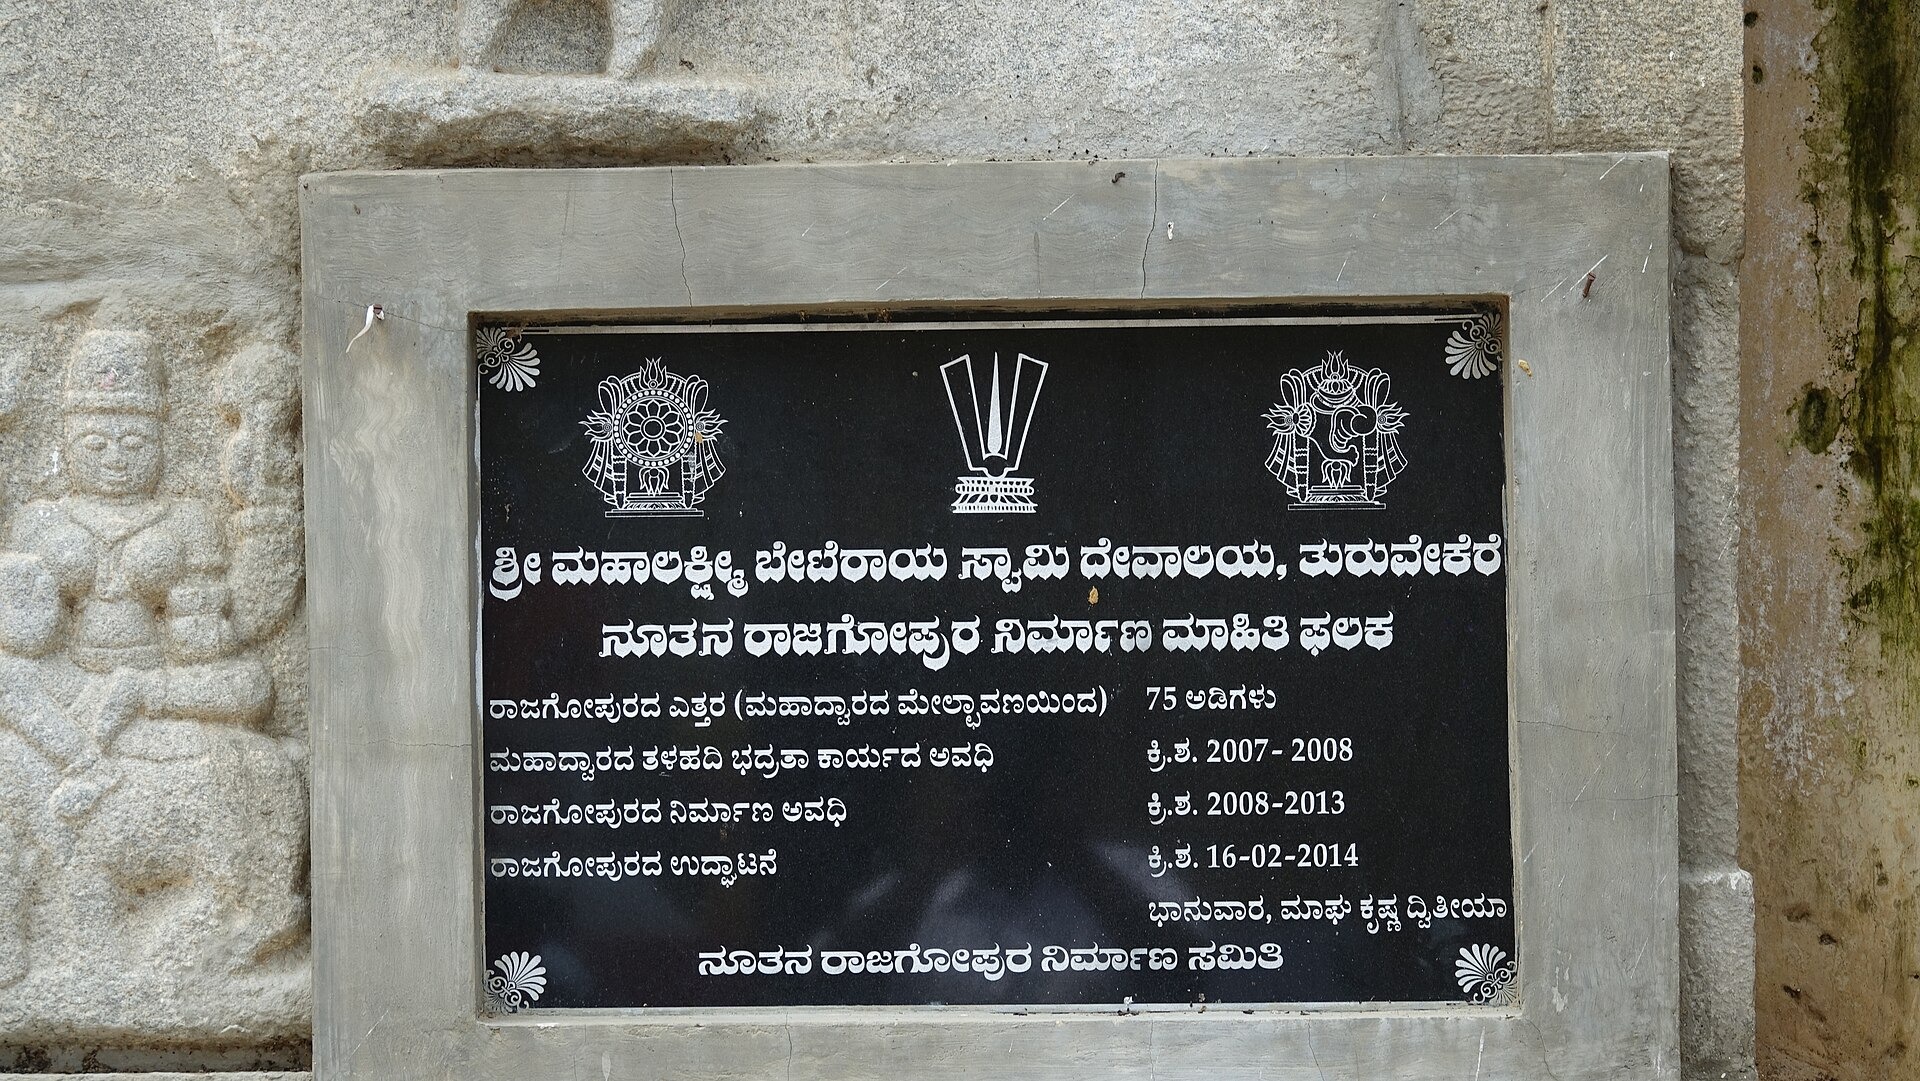 ಶ್ರೀ ಮಹಾಲಕ್ಷ್ಮೀ ಬೇಟೆರಾಯ ಸ್ವಾಮಿ ದೇವಾಲಯ, ತುರುವೇಕೆರೆ
ನೂತನ ರಾಜಗೋಪುರ ನಿರ್ಮಾಣ ಮಾಹಿತಿ ಫಲಕ
ರಾಜಗೋಪುರದ ಎತ್ತರ (ಮಹಾದ್ವಾರದ ಮೇಲ್ಛಾವಣಿಯಿಂದ) 75 ಅಡಿಗಳು
ಮಹಾದ್ವಾರದ ತಳಹದಿ ಭದ್ರತಾ ಕಾರ್ಯದ ಅವಧಿ ಕ್ರಿ.ಶ. 2007- 2008
ರಾಜಗೋಪುರದ ನಿರ್ಮಾಣ ಅವಧಿ ಕ್ರಿ.ಶ. 2008-2013
ರಾಜಗೋಪುರದ ಉದ್ಘಾಟನೆ ಕ್ರಿ.ಶ. 16-02-2014
ಭಾನುವಾರ, ಮಾಘ ಕೃಷ್ಣ ದ್ವಿತೀಯಾ
ನೂತನ ರಾಜಗೋಪುರ ನಿರ್ಮಾಣ ಸಮಿತಿ